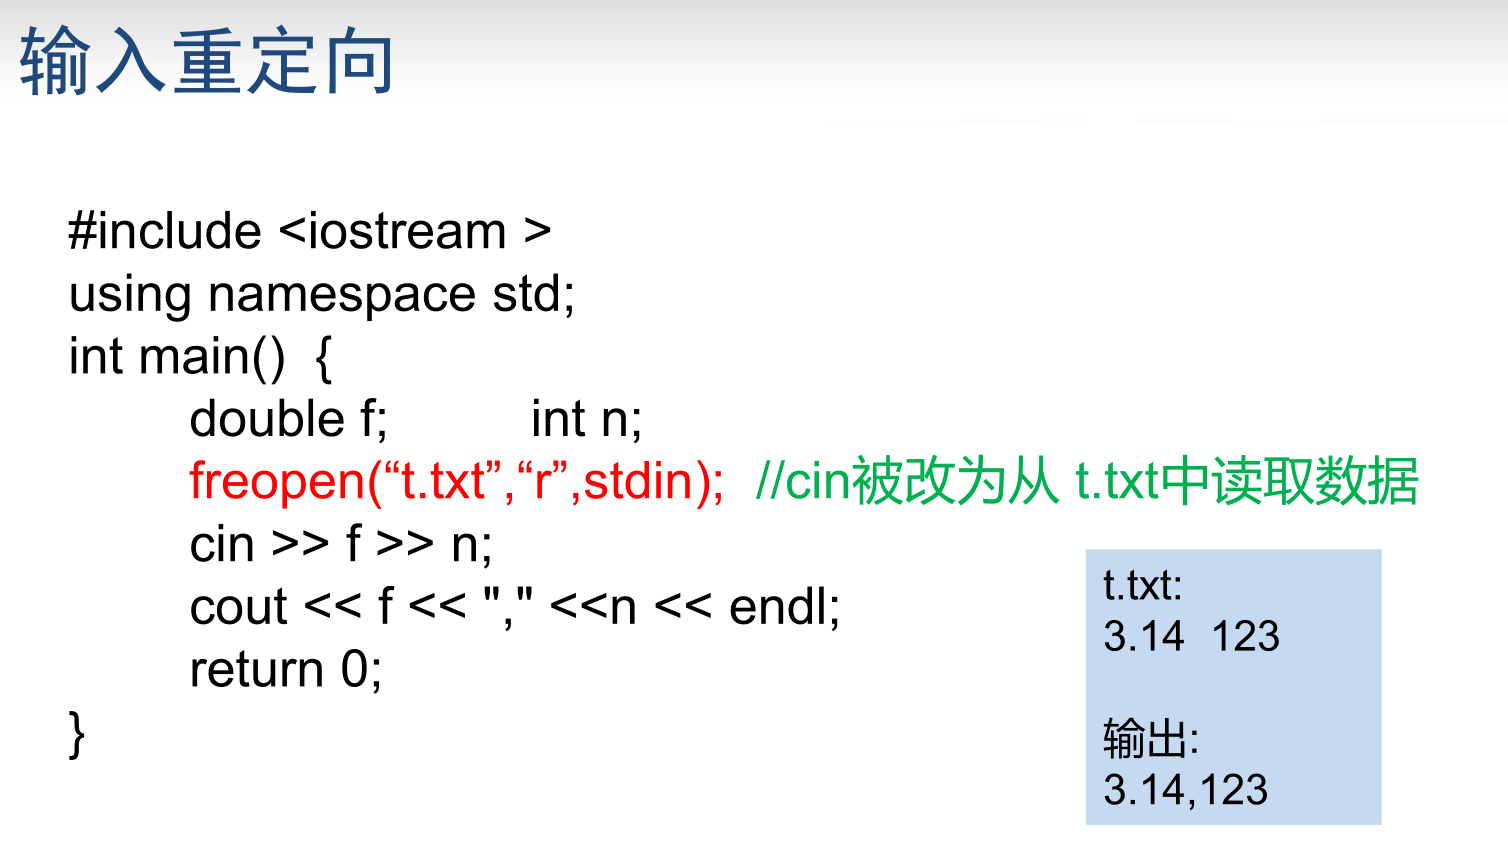 输入重定向
#include <iostream >
using namespace std;
int main()  {
double f;          int n;
freopen(“t.txt”,“r”,stdin);  //cin被改为从 t.txt中读取数据
cin >> f >> n;
cout << f << "," <<n << endl;
return 0;
}
t.txt:
3.14  123
输出:
3.14,123